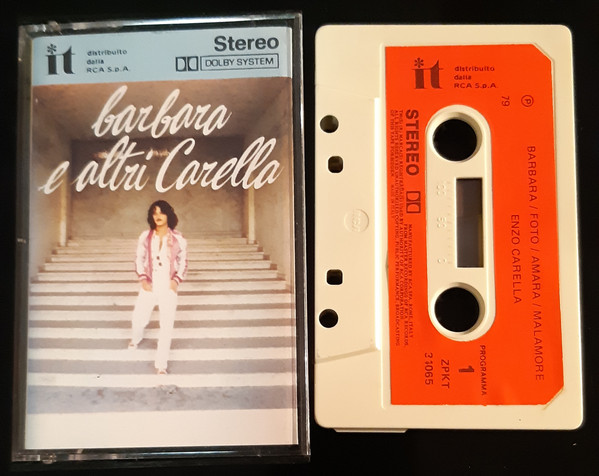 it
distribuito
dalla
RCA S.p.A.
Stereo
DOLBY SYSTEM
barbara
e altri Carella
it
distribuito
dalla
RCA S.p.A.
79 Ⓟ
STEREO
BARBARA / FOTO / AMARA / MALAMORE
ENZO CARELLA
PROGRAMMA
1
ZPKT
31065